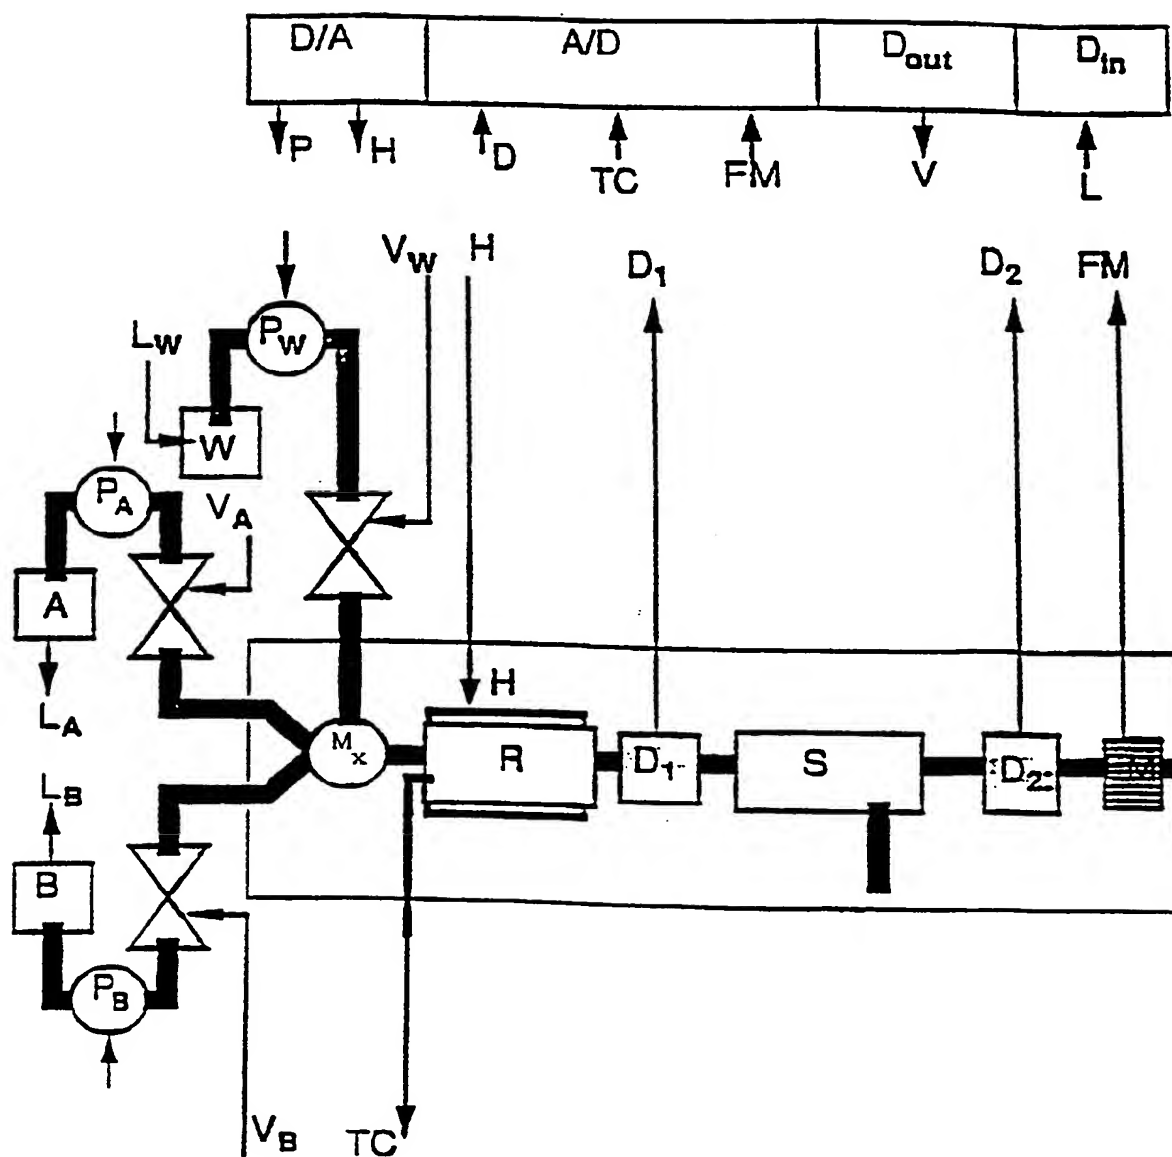 D/A A/D Dout Din
P H D TC FM V L
VW H D1 D2 FM
LW PW
W
PA VA
A
LA
H
Mx R D1 S D2 M
LB
B
PB
VB TC